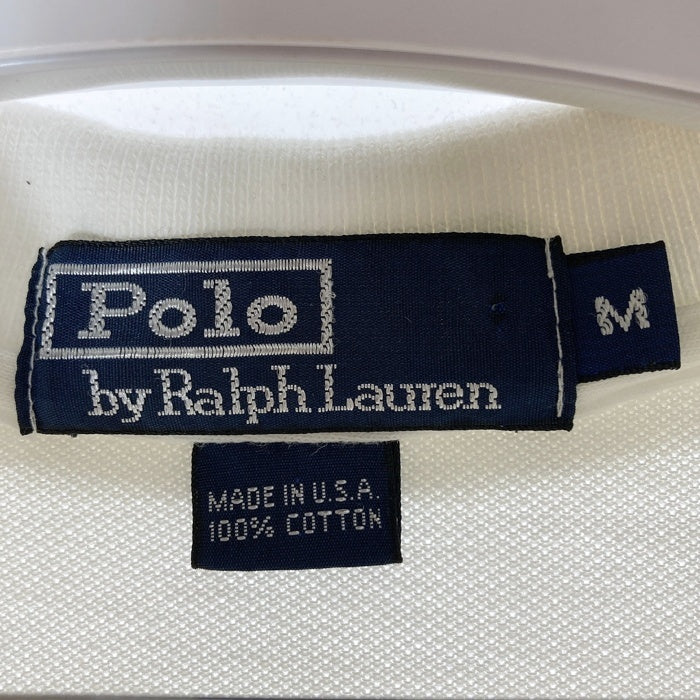 Polo
by Ralph Lauren
M
MADE IN U.S.A.
100% COTTON